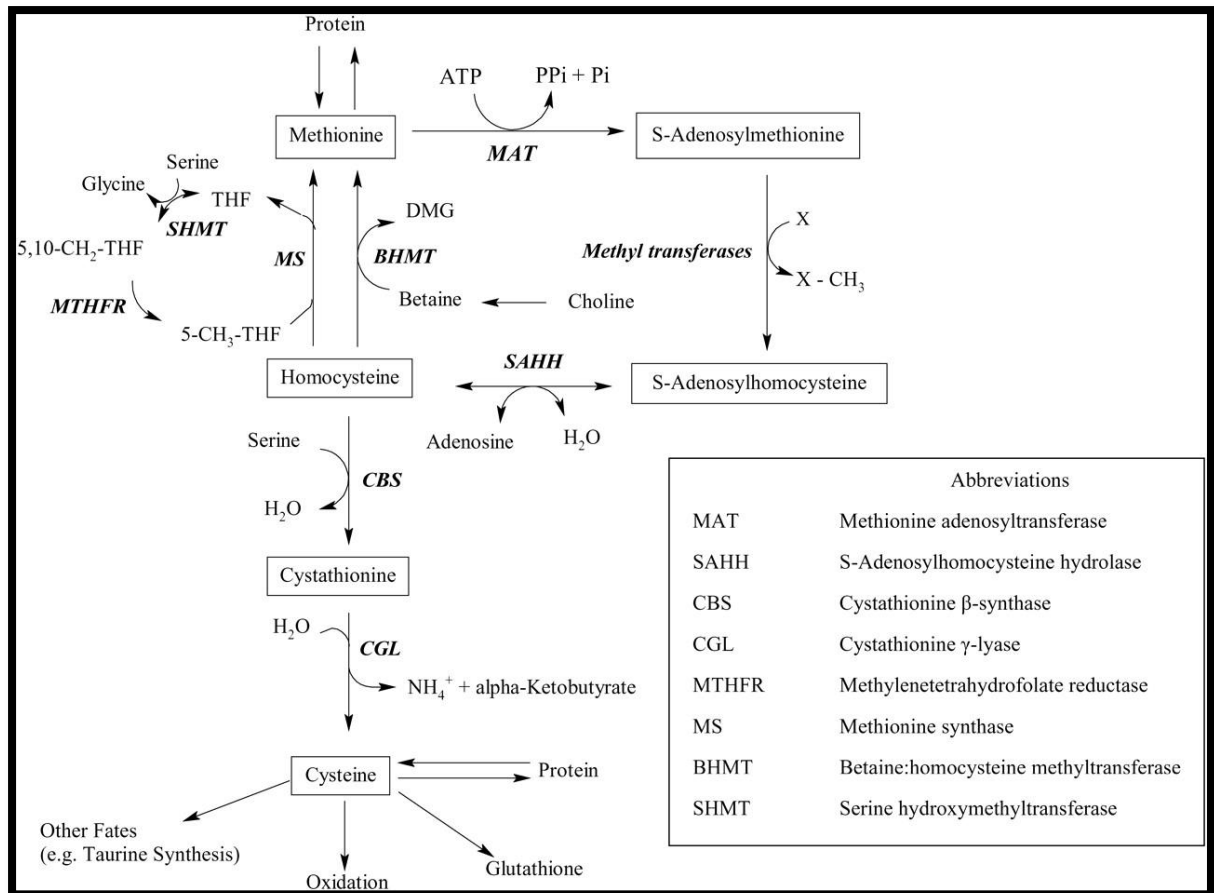 Protein
ATP
PPi + Pi
Methionine
MAT
S-Adenosylmethionine
Serine
Glycine
THF
SHMT
DMG
X
5,10-CH₂-THF
MS
BHMT
Methyl transferases
X - CH₃
MTHFR
Betaine
Choline
5-CH₃-THF
Homocysteine
SAHH
S-Adenosylhomocysteine
Adenosine
H₂O
Serine
CBS
H₂O
Cystathionine
H₂O
CGL
NH₄⁺ + alpha-Ketobutyrate
Cysteine
Protein
Other Fates
(e.g. Taurine Synthesis)
Oxidation
Glutathione
Abbreviations
MAT Methionine adenosyltransferase
SAHH S-Adenosylhomocysteine hydrolase
CBS Cystathionine β-synthase
CGL Cystathionine γ-lyase
MTHFR Methylenetetrahydrofolate reductase
MS Methionine synthase
BHMT Betaine:homocysteine methyltransferase
SHMT Serine hydroxymethyltransferase